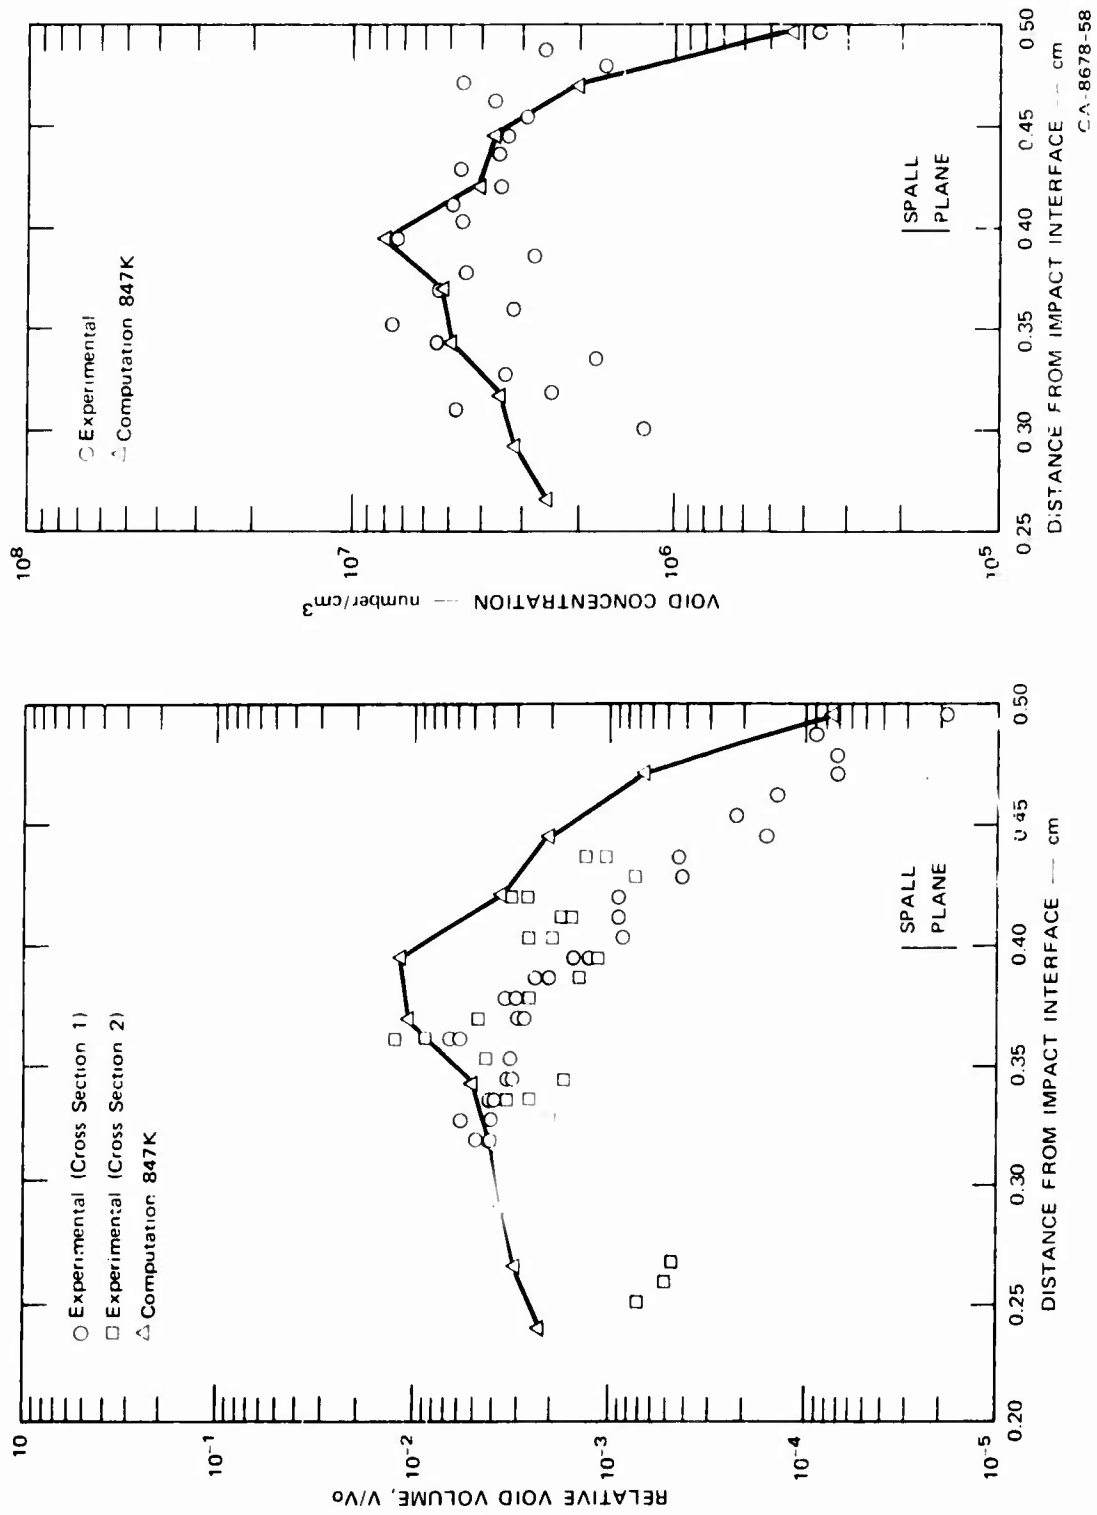 10
10⁻¹
10⁻²
10⁻³
10⁻⁴
10⁻⁵
RELATIVE VOID VOLUME, V/Vo
○ Experimental (Cross Section 1)
□ Experimental (Cross Section 2)
△ Computation 847K
SPALL
PLANE
0.20
0.25
0.30
0.35
0.40
0.45
0.50
DISTANCE FROM IMPACT INTERFACE — cm
10⁸
10⁷
10⁶
10⁵
VOID CONCENTRATION — number/cm³
○ Experimental
△ Computation 847K
SPALL
PLANE
0.25
0.30
0.35
0.40
0.45
0.50
DISTANCE FROM IMPACT INTERFACE — cm
CA-8678-58